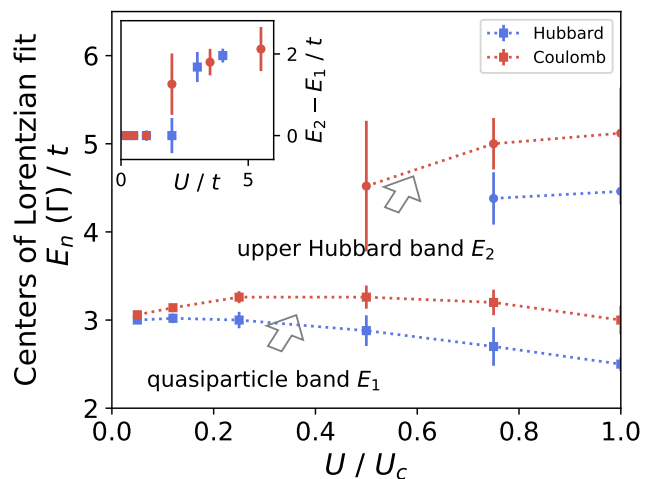 Centers of Lorentzian fit
E_n (Γ) / t
6
5
4
3
2
0.0 0.2 0.4 0.6 0.8 1.0
U / U_c
Hubbard
Coulomb
2
0
E_2 − E_1 / t
0 5
U / t
upper Hubbard band E_2
quasiparticle band E_1